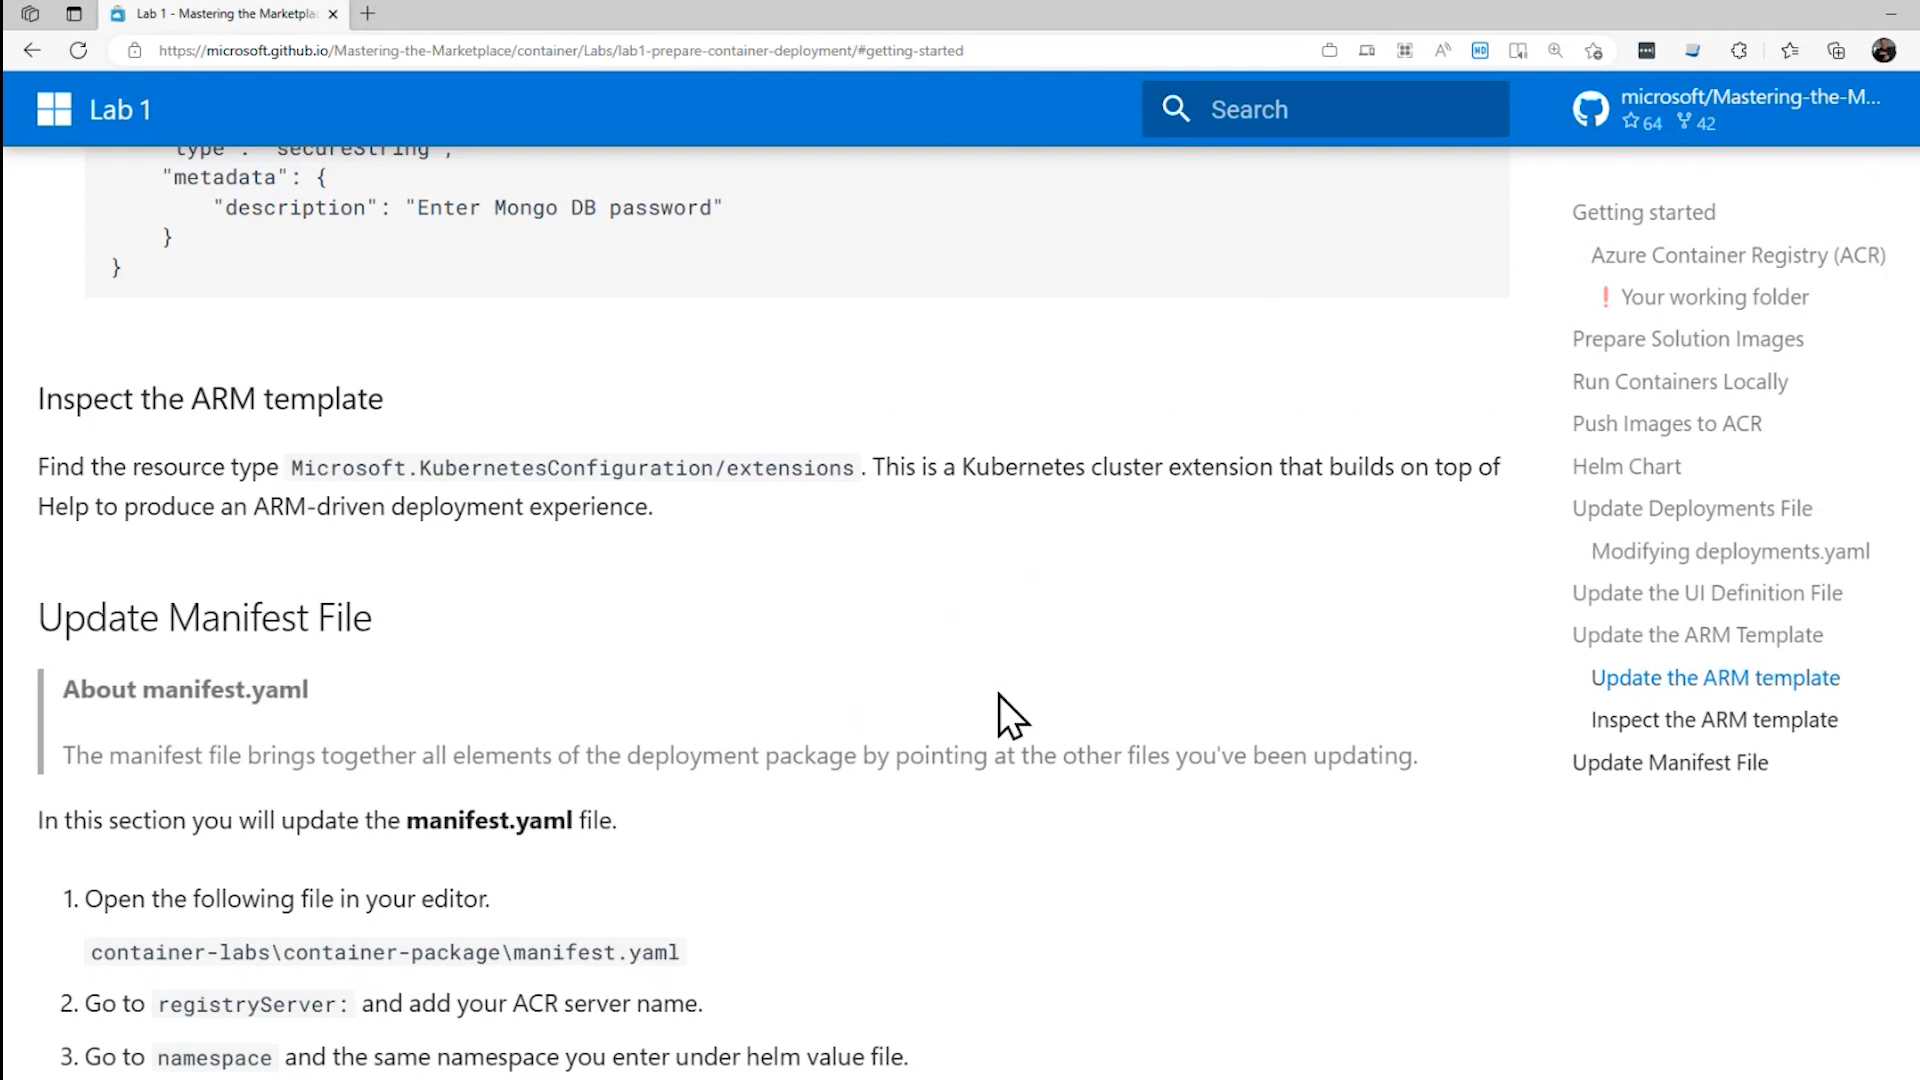 Lab 1 - Mastering the Marketpla
https://microsoft.github.io/Mastering-the-Marketplace/container/Labs/lab1-prepare-container-deployment/#getting-started
HD
Lab 1
Search
microsoft/Mastering-the-M...
64 42
"type": "secureString",
"metadata": {
"description": "Enter Mongo DB password"
}
}
Inspect the ARM template
Find the resource type Microsoft.KubernetesConfiguration/extensions. This is a Kubernetes cluster extension that builds on top of
Help to produce an ARM-driven deployment experience.
Update Manifest File
About manifest.yaml
The manifest file brings together all elements of the deployment package by pointing at the other files you've been updating.
In this section you will update the manifest.yaml file.
1. Open the following file in your editor.
container-labs\container-package\manifest.yaml
2. Go to registryServer: and add your ACR server name.
3. Go to namespace and the same namespace you enter under helm value file.
Getting started
Azure Container Registry (ACR)
❗ Your working folder
Prepare Solution Images
Run Containers Locally
Push Images to ACR
Helm Chart
Update Deployments File
Modifying deployments.yaml
Update the UI Definition File
Update the ARM Template
Update the ARM template
Inspect the ARM template
Update Manifest File